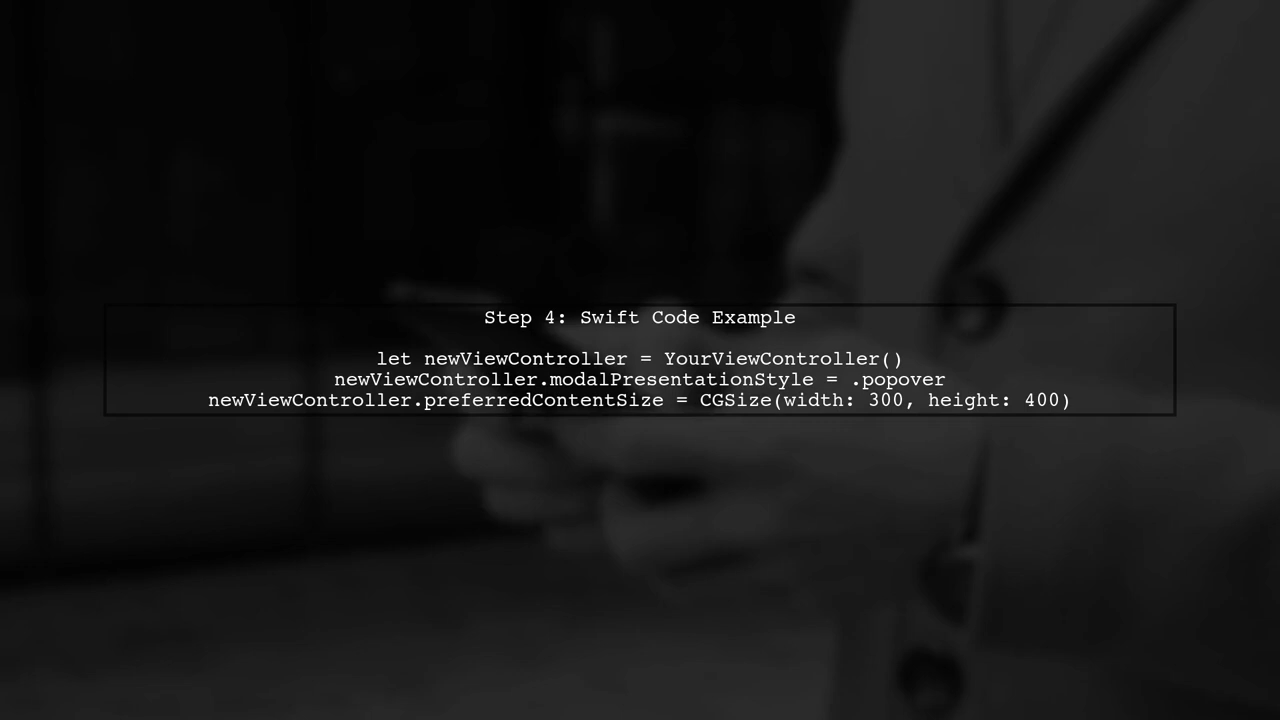 Step 4: Swift Code Example
let newViewController = YourViewController()
newViewController.modalPresentationStyle = .popover
newViewController.preferredContentSize = CGSize(width: 300, height: 400)